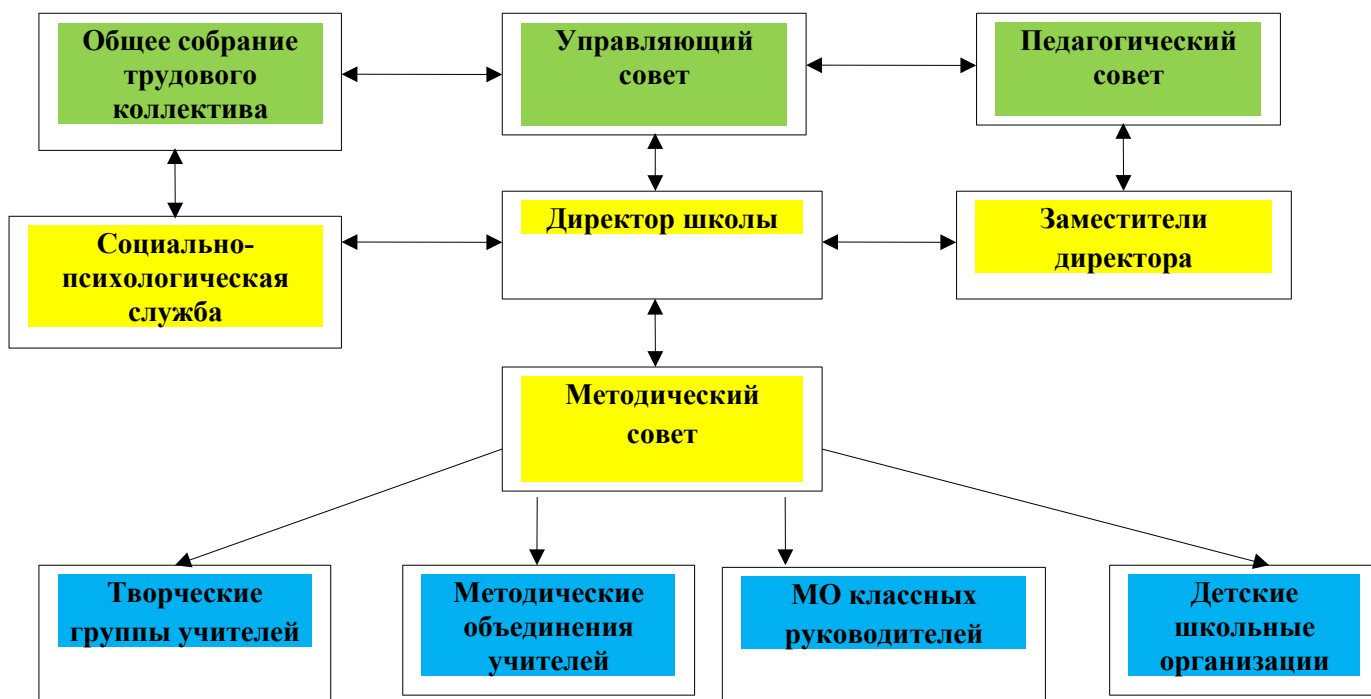 Общее собрание
трудового
коллектива
Управляющий
совет
Педагогический
совет
Социально-
психологическая
служба
Директор школы
Заместители
директора
Методический
совет
Творческие
группы учителей
Методические
объединения
учителей
МО классных
руководителей
Детские
школьные
организации